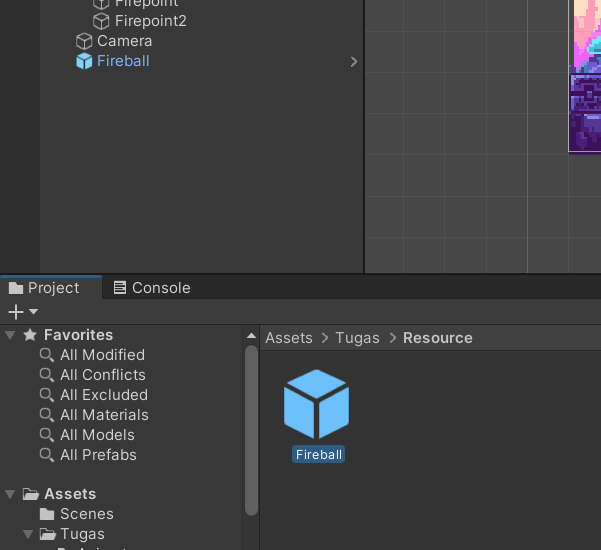 Firepoint
Firepoint2
Camera
Fireball
Project
Console
Favorites
All Modified
All Conflicts
All Excluded
All Materials
All Models
All Prefabs
Assets
Scenes
Tugas
Assets > Tugas > Resource
Fireball